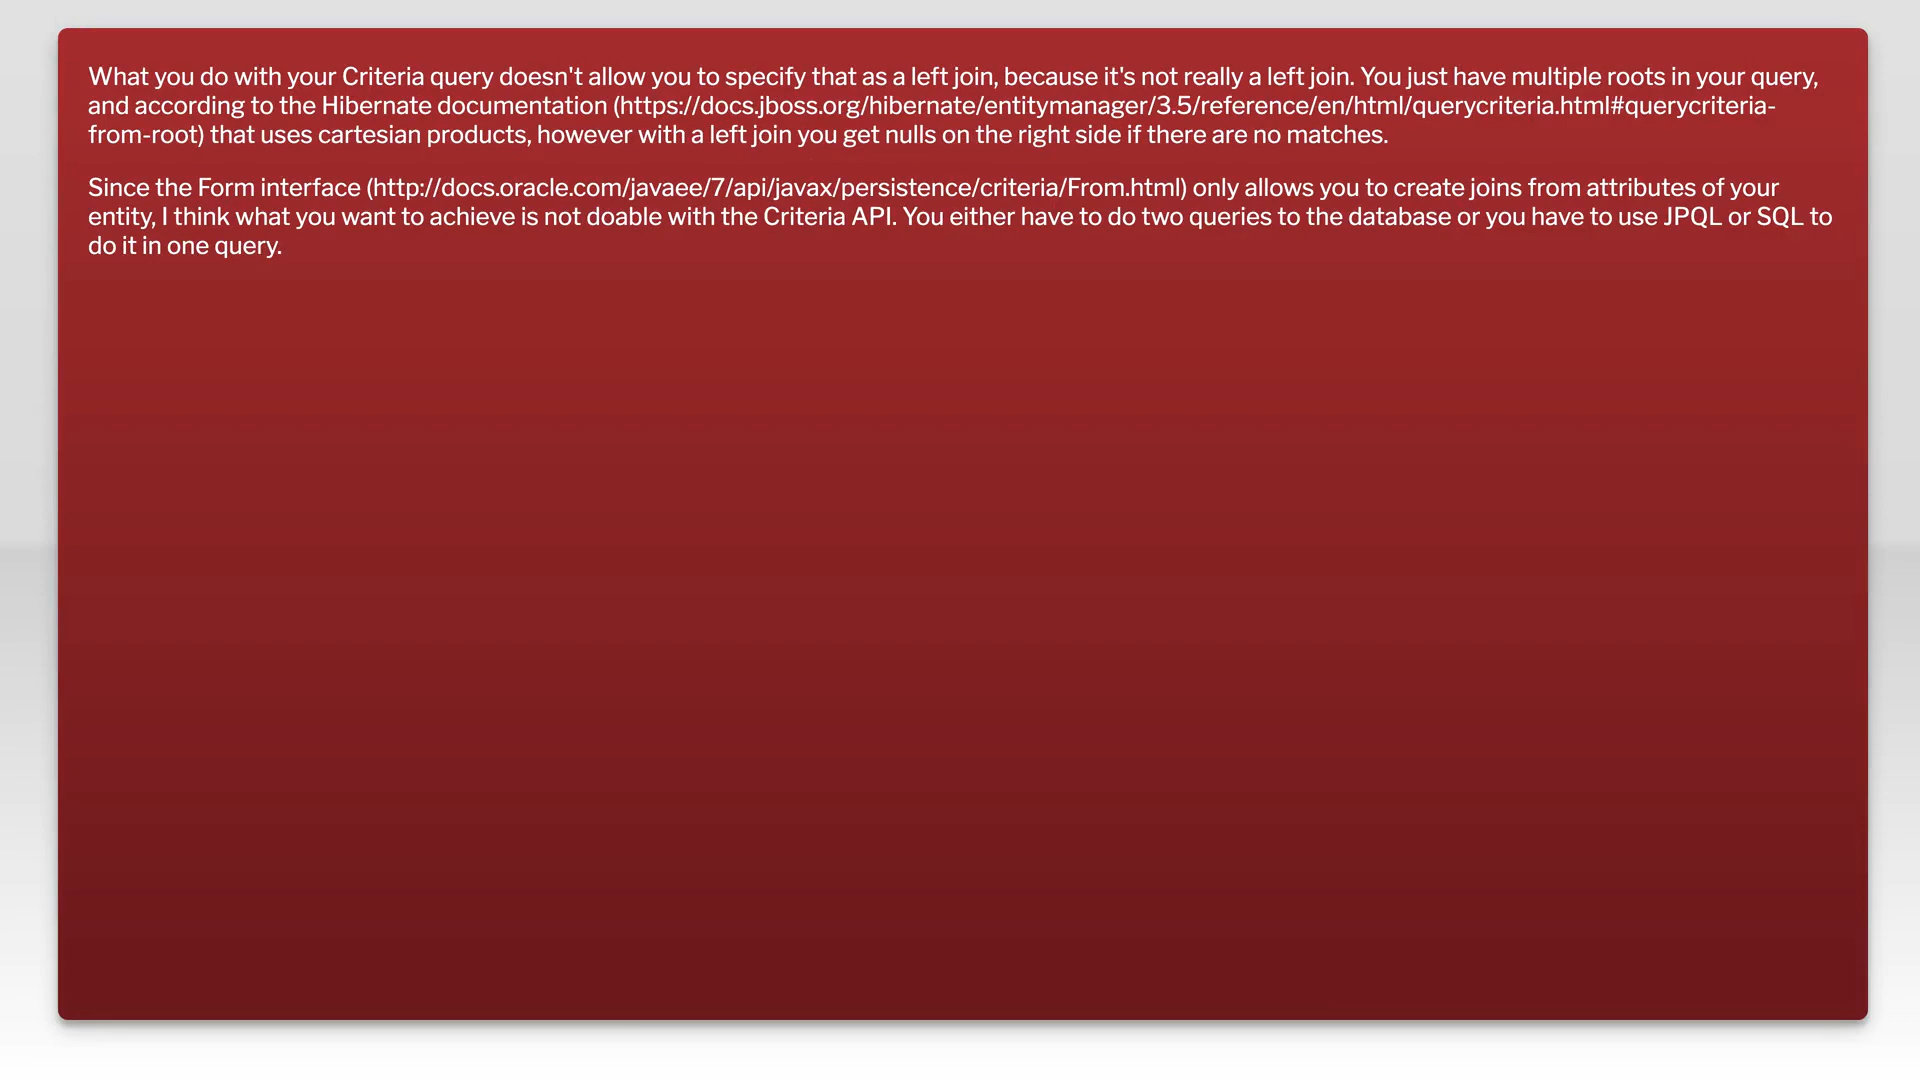 What you do with your Criteria query doesn't allow you to specify that as a left join, because it's not really a left join. You just have multiple roots in your query,
and according to the Hibernate documentation (https://docs.jboss.org/hibernate/entitymanager/3.5/reference/en/html/querycriteria.html#querycriteria-
from-root) that uses cartesian products, however with a left join you get nulls on the right side if there are no matches.
Since the Form interface (http://docs.oracle.com/javaee/7/api/javax/persistence/criteria/From.html) only allows you to create joins from attributes of your
entity, I think what you want to achieve is not doable with the Criteria API. You either have to do two queries to the database or you have to use JPQL or SQL to
do it in one query.